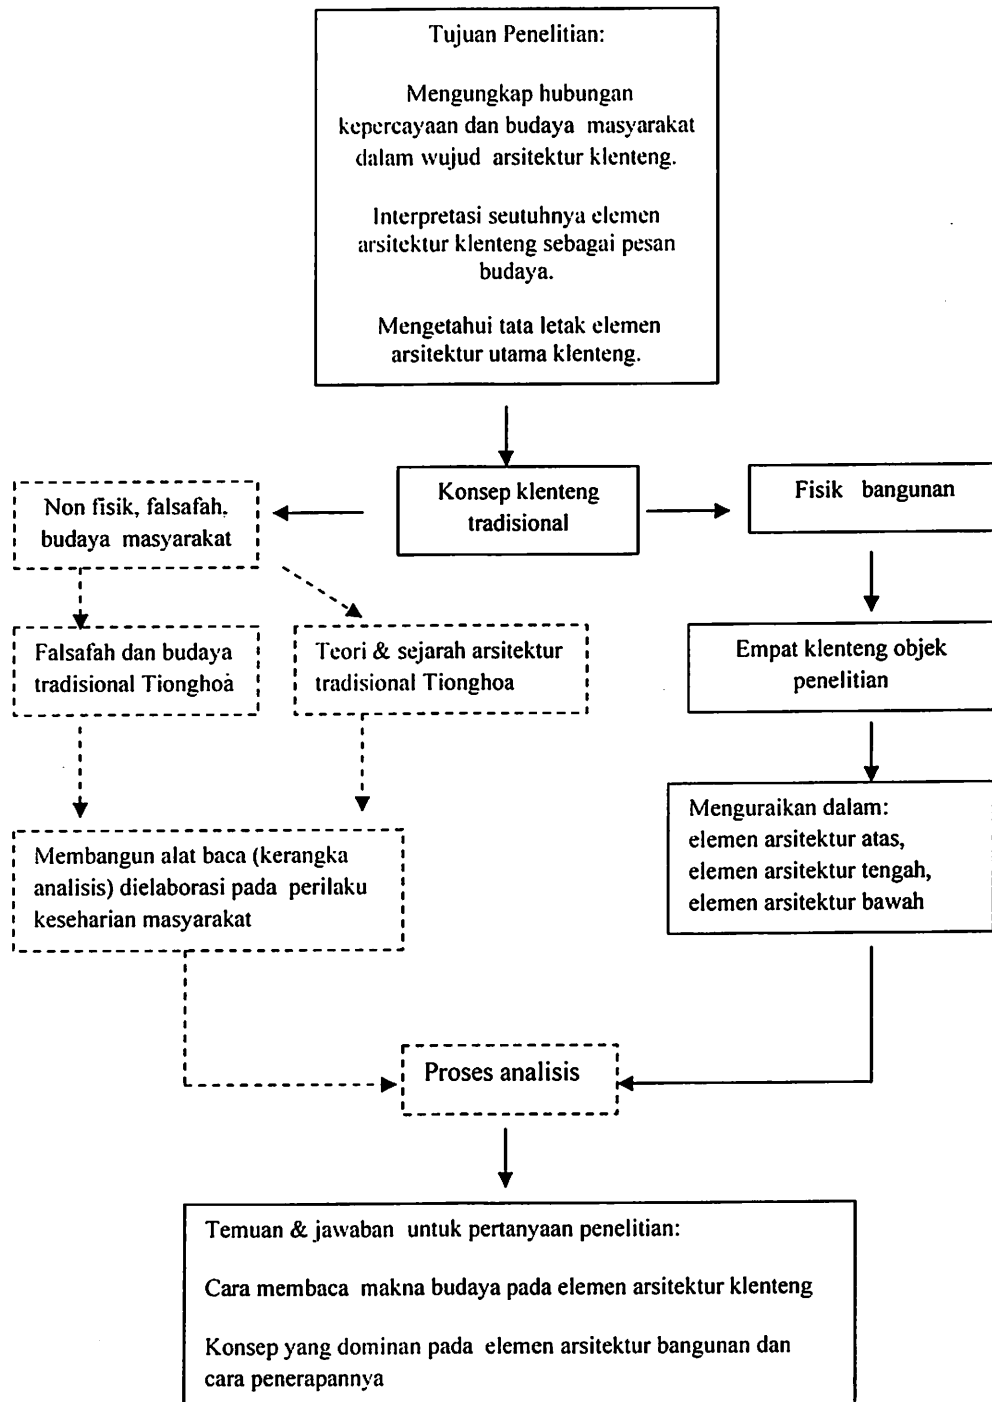 Tujuan Penelitian:
Mengungkap hubungan
kepercayaan dan budaya masyarakat
dalam wujud arsitektur klenteng.
Interpretasi seutuhnya elemen
arsitektur klenteng sebagai pesan
budaya.
Mengetahui tata letak elemen
arsitektur utama klenteng.
Non fisik, falsafah,
budaya masyarakat
Konsep klenteng
tradisional
Fisik bangunan
Falsafah dan budaya
tradisional Tionghoa
Teori & sejarah arsitektur
tradisional Tionghoa
Empat klenteng objek
penelitian
Membangun alat baca (kerangka
analisis) dielaborasi pada perilaku
keseharian masyarakat
Menguraikan dalam:
elemen arsitektur atas,
elemen arsitektur tengah,
elemen arsitektur bawah
Proses analisis
Temuan & jawaban untuk pertanyaan penelitian:
Cara membaca makna budaya pada elemen arsitektur klenteng
Konsep yang dominan pada elemen arsitektur bangunan dan
cara penerapannya